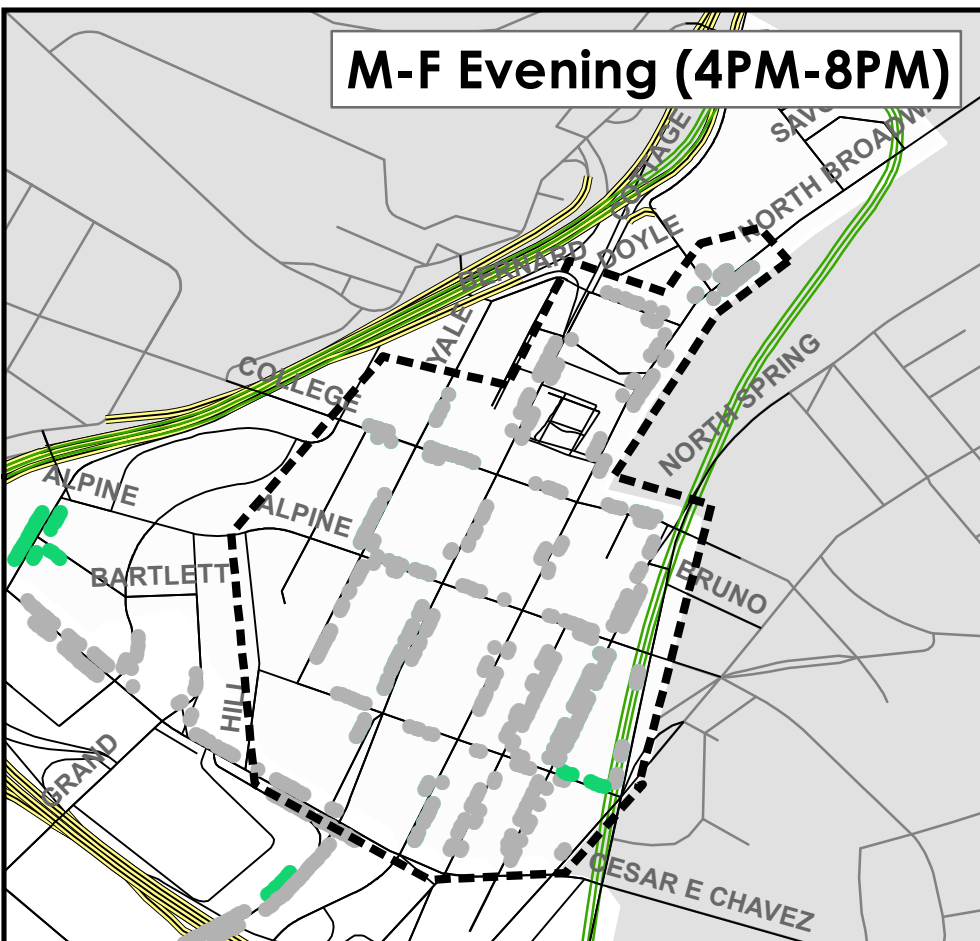 M-F Evening (4PM-8PM)
COTTAGE
NORTH BROADWA
DOYLE
BERNARD
YALE
COLLEGE
NORTH SPRING
ALPINE
ALPINE
BARTLETT
BRUNO
HILL
GRAND
CESAR E CHAVEZ